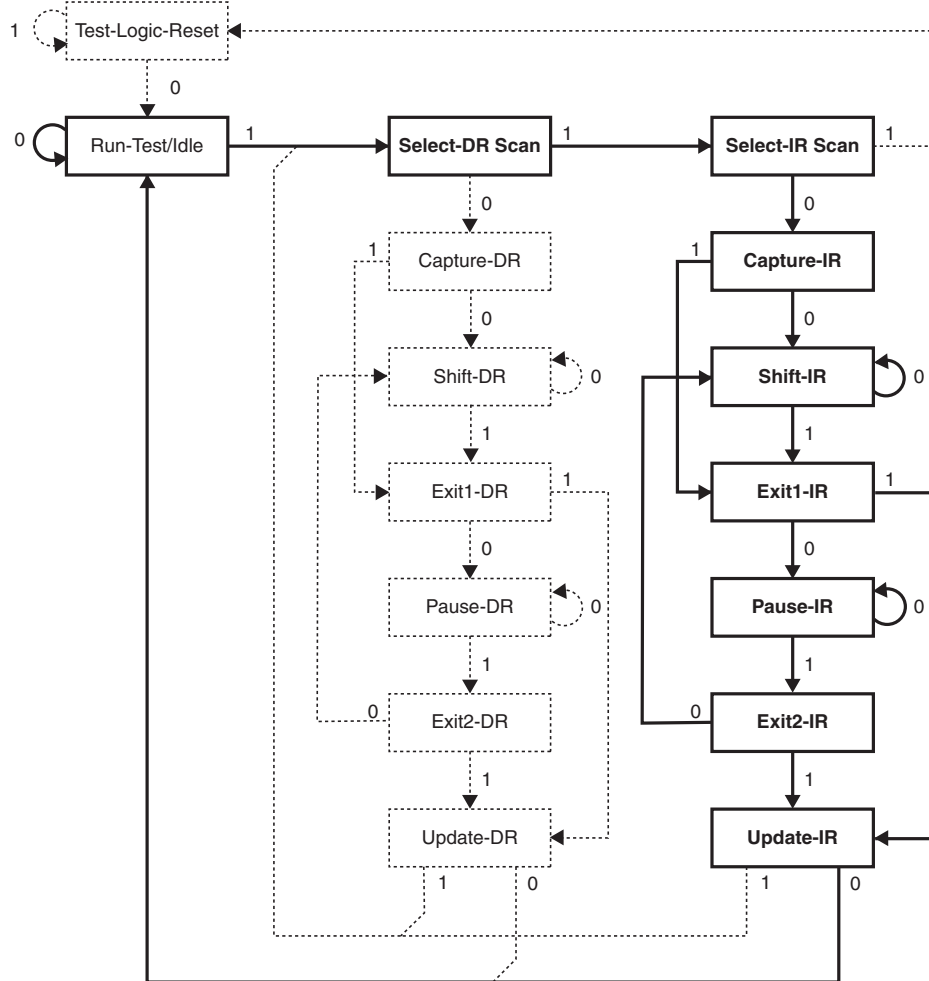 1
Test-Logic-Reset
0
0
Run-Test/Idle
1
Select-DR Scan
1
Select-IR Scan
1
0
0
1
Capture-DR
1
Capture-IR
0
0
Shift-DR
0
Shift-IR
0
1
1
Exit1-DR
1
Exit1-IR
1
0
0
Pause-DR
0
Pause-IR
0
1
1
0
Exit2-DR
0
Exit2-IR
1
1
Update-DR
Update-IR
1
0
1
0